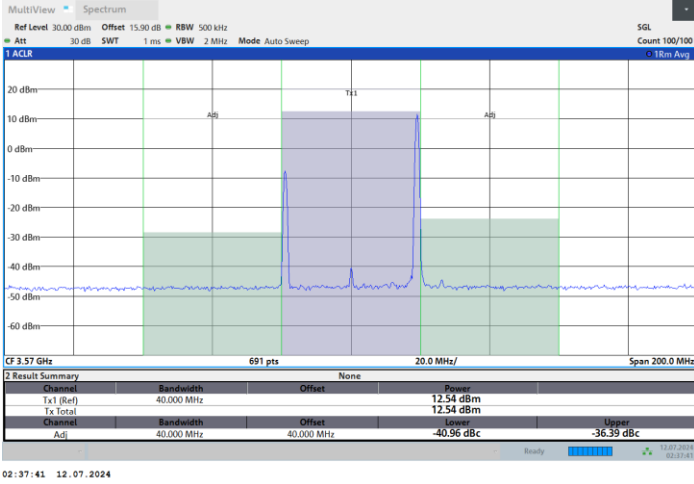 MultiView Spectrum
Ref Level 30.00 dBm Offset 15.90 dB RBW 500 kHz SGL
Att 30 dB SWT 1 ms VBW 2 MHz Mode Auto Sweep Count 100/100
1 ACLR 1Rm Avg
20 dBm
Tx1
10 dBm
Adj
Adj
0 dBm
-10 dBm
-20 dBm
-30 dBm
-40 dBm
-50 dBm
-60 dBm
CF 3.57 GHz 691 pts 20.0 MHz/ Span 200.0 MHz
2 Result Summary None
Channel Bandwidth Offset Power
Tx1 (Ref) 40.000 MHz 12.54 dBm
Tx Total 12.54 dBm
Channel Bandwidth Offset Lower Upper
Adj 40.000 MHz 40.000 MHz -40.96 dBc -36.39 dBc
Ready 12.07.2024
02:37:41
02:37:41 12.07.2024